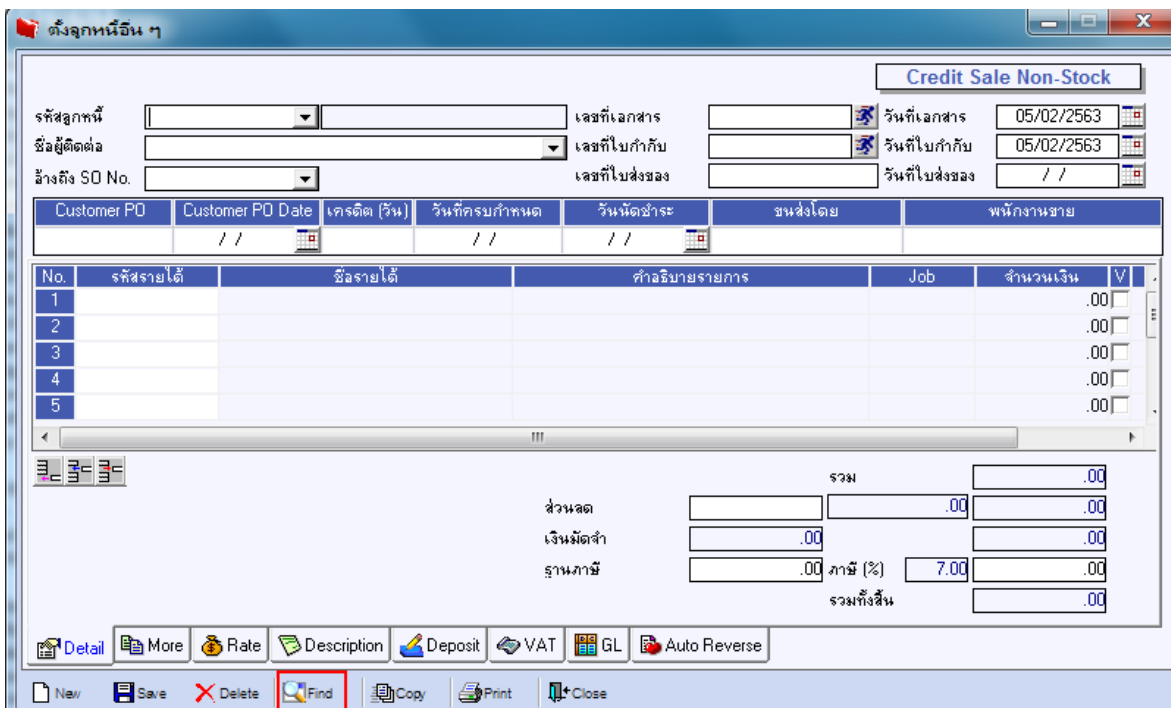 ตั้งลูกหนี้อื่น ๆ
Credit Sale Non-Stock
รหัสลูกหนี้ เลขที่เอกสาร วันที่เอกสาร 05/02/2563
ชื่อผู้ติดต่อ เลขที่ใบกำกับ วันที่ใบกำกับ 05/02/2563
อ้างถึง SO No. เลขที่ใบส่งของ วันที่ใบส่งของ / /
Customer PO Customer PO Date เครดิต (วัน) วันที่ครบกำหนด วันนัดชำระ ขนส่งโดย พนักงานขาย
/ / / / / /
No. รหัสรายได้ ชื่อรายได้ คำอธิบายรายการ Job จำนวนเงิน V
1 .00
2 .00
3 .00
4 .00
5 .00
รวม .00
ส่วนลด .00 .00
เงินมัดจำ .00 .00
ฐานภาษี .00 ภาษี (%) 7.00 .00
รวมทั้งสิ้น .00
Detail More Rate Description Deposit VAT GL Auto Reverse
New Save Delete Find Copy Print Close